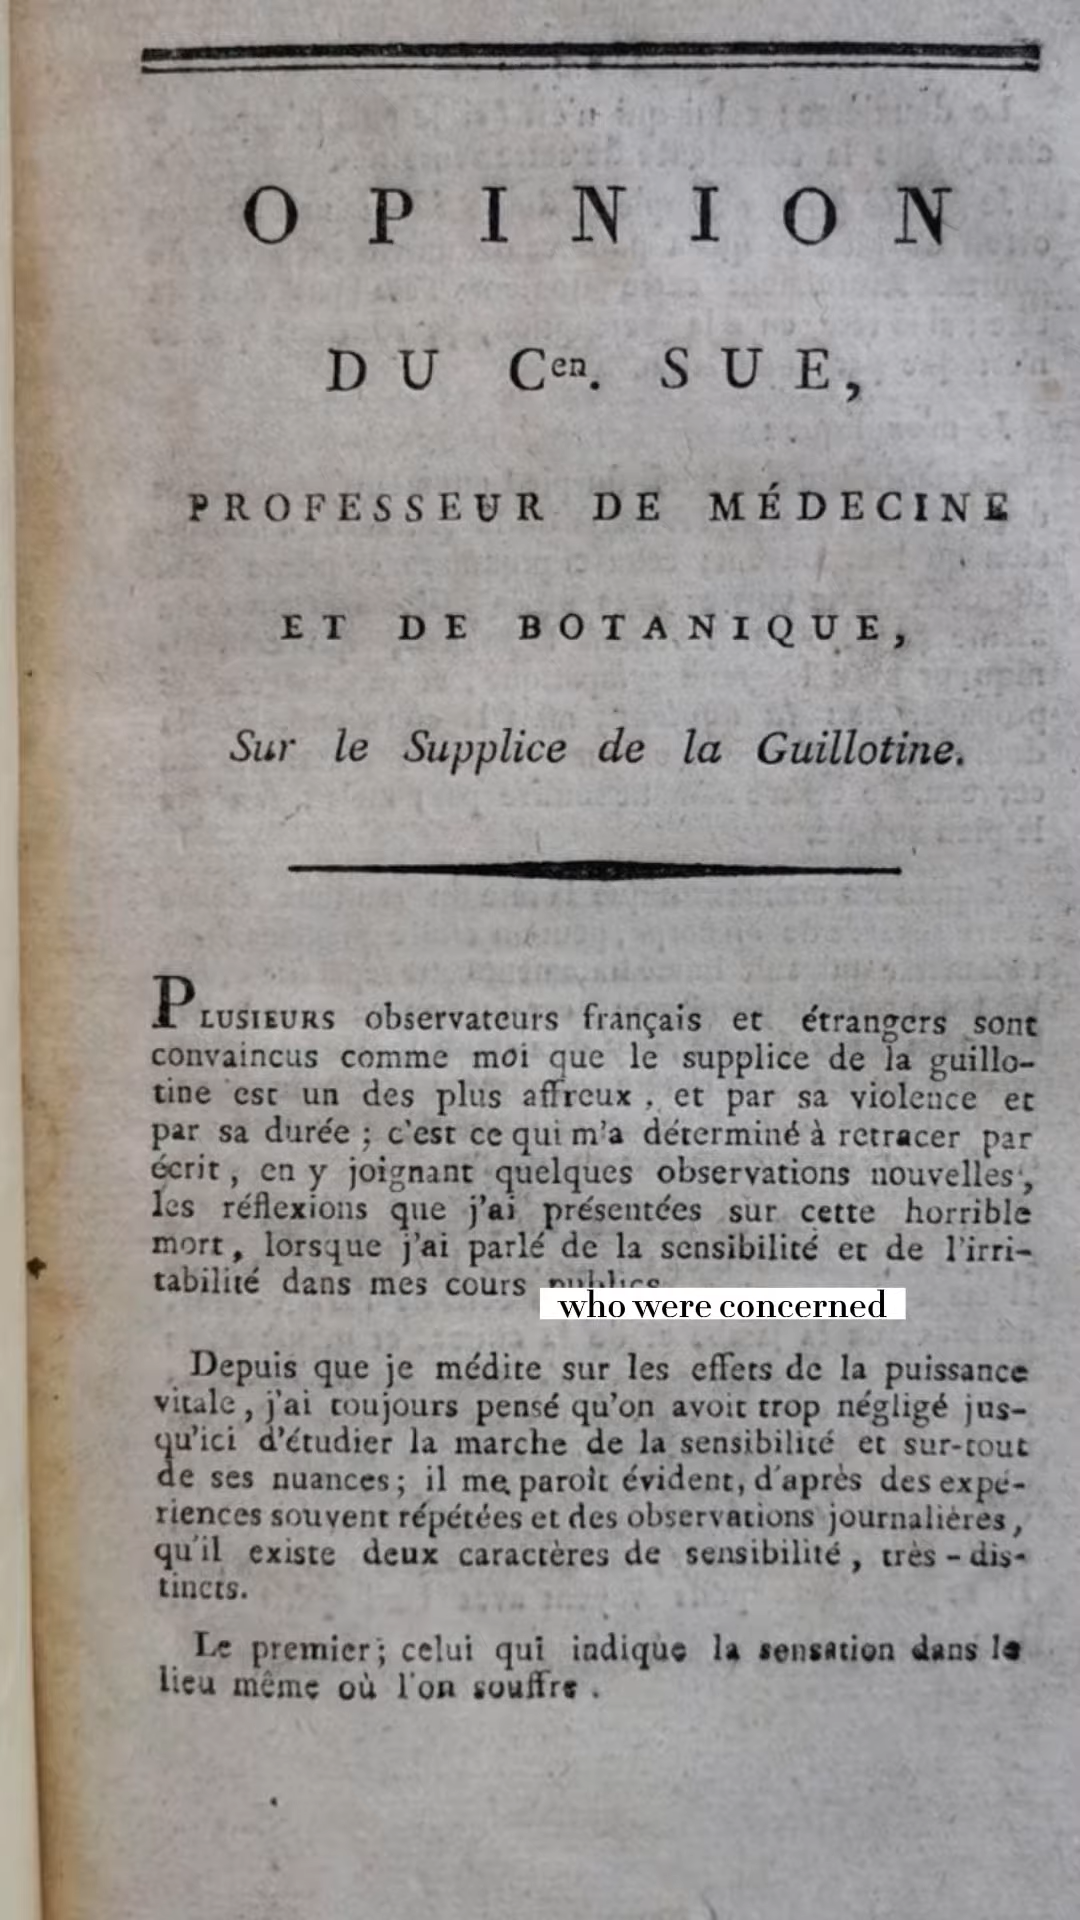 OPINION
DU Cen. SUE,
PROFESSEUR DE MÉDECINE
ET DE BOTANIQUE,
Sur le Supplice de la Guillotine.
PLUSIEURS observateurs français et étrangers sont
convaincus comme moi que le supplice de la guillo-
tine est un des plus affreux, et par sa violence et
par sa durée ; c'est ce qui m'a déterminé à retracer par
écrit, en y joignant quelques observations nouvelles,
les réflexions que j'ai présentées sur cette horrible
mort, lorsque j'ai parlé de la sensibilité et de l'irri-
tabilité dans mes cours publics
who were concerned
Depuis que je médite sur les effets de la puissance
vitale, j'ai toujours pensé qu'on avoit trop négligé jus-
qu'ici d'étudier la marche de la sensibilité et sur-tout
de ses nuances; il me paroît évident, d'après des expé-
riences souvent répétées et des observations journalières,
qu'il existe deux caractères de sensibilité, très-dis-
tincts.
Le premier; celui qui indique la sensation dans le
lieu même où l'on souffre.